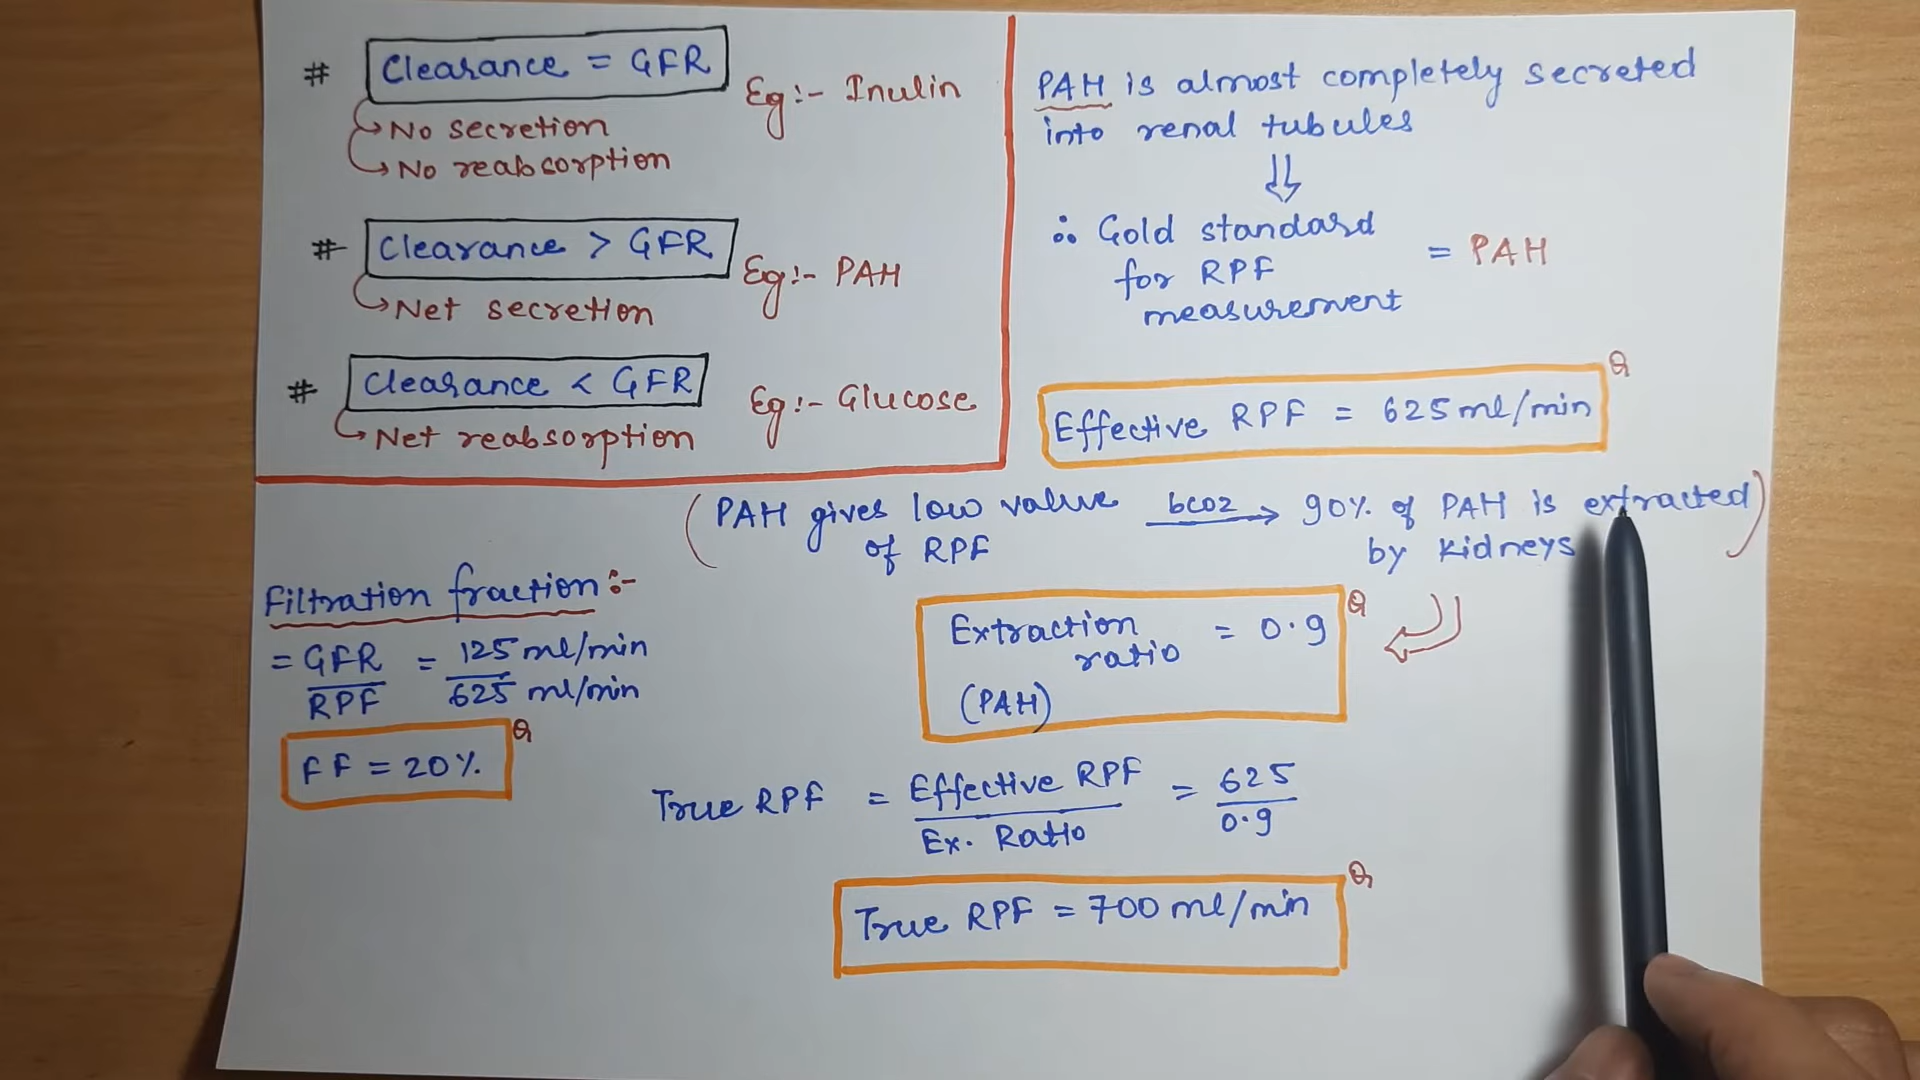 # Clearance = GFR Eg:- Inulin
↳ No secretion
↳ No reabsorption
# Clearance > GFR Eg:- PAH
↳ Net secretion
# Clearance < GFR Eg:- Glucose
↳ Net reabsorption
PAH is almost completely secreted
into renal tubules
⇓
∴ Gold standard
for RPF
measurement
= PAH
Effective RPF = 625 ml/min Q
(PAH gives low value bcoz → 90% of PAH is extracted)
of RPF by kidneys
Filtration fraction :-
= GFR = 125 ml/min
RPF 625 ml/min
FF = 20% Q
Extraction = 0.9 Q
ratio
(PAH)
True RPF = Effective RPF = 625
Ex. Ratio 0.9
True RPF = 700 ml/min Q